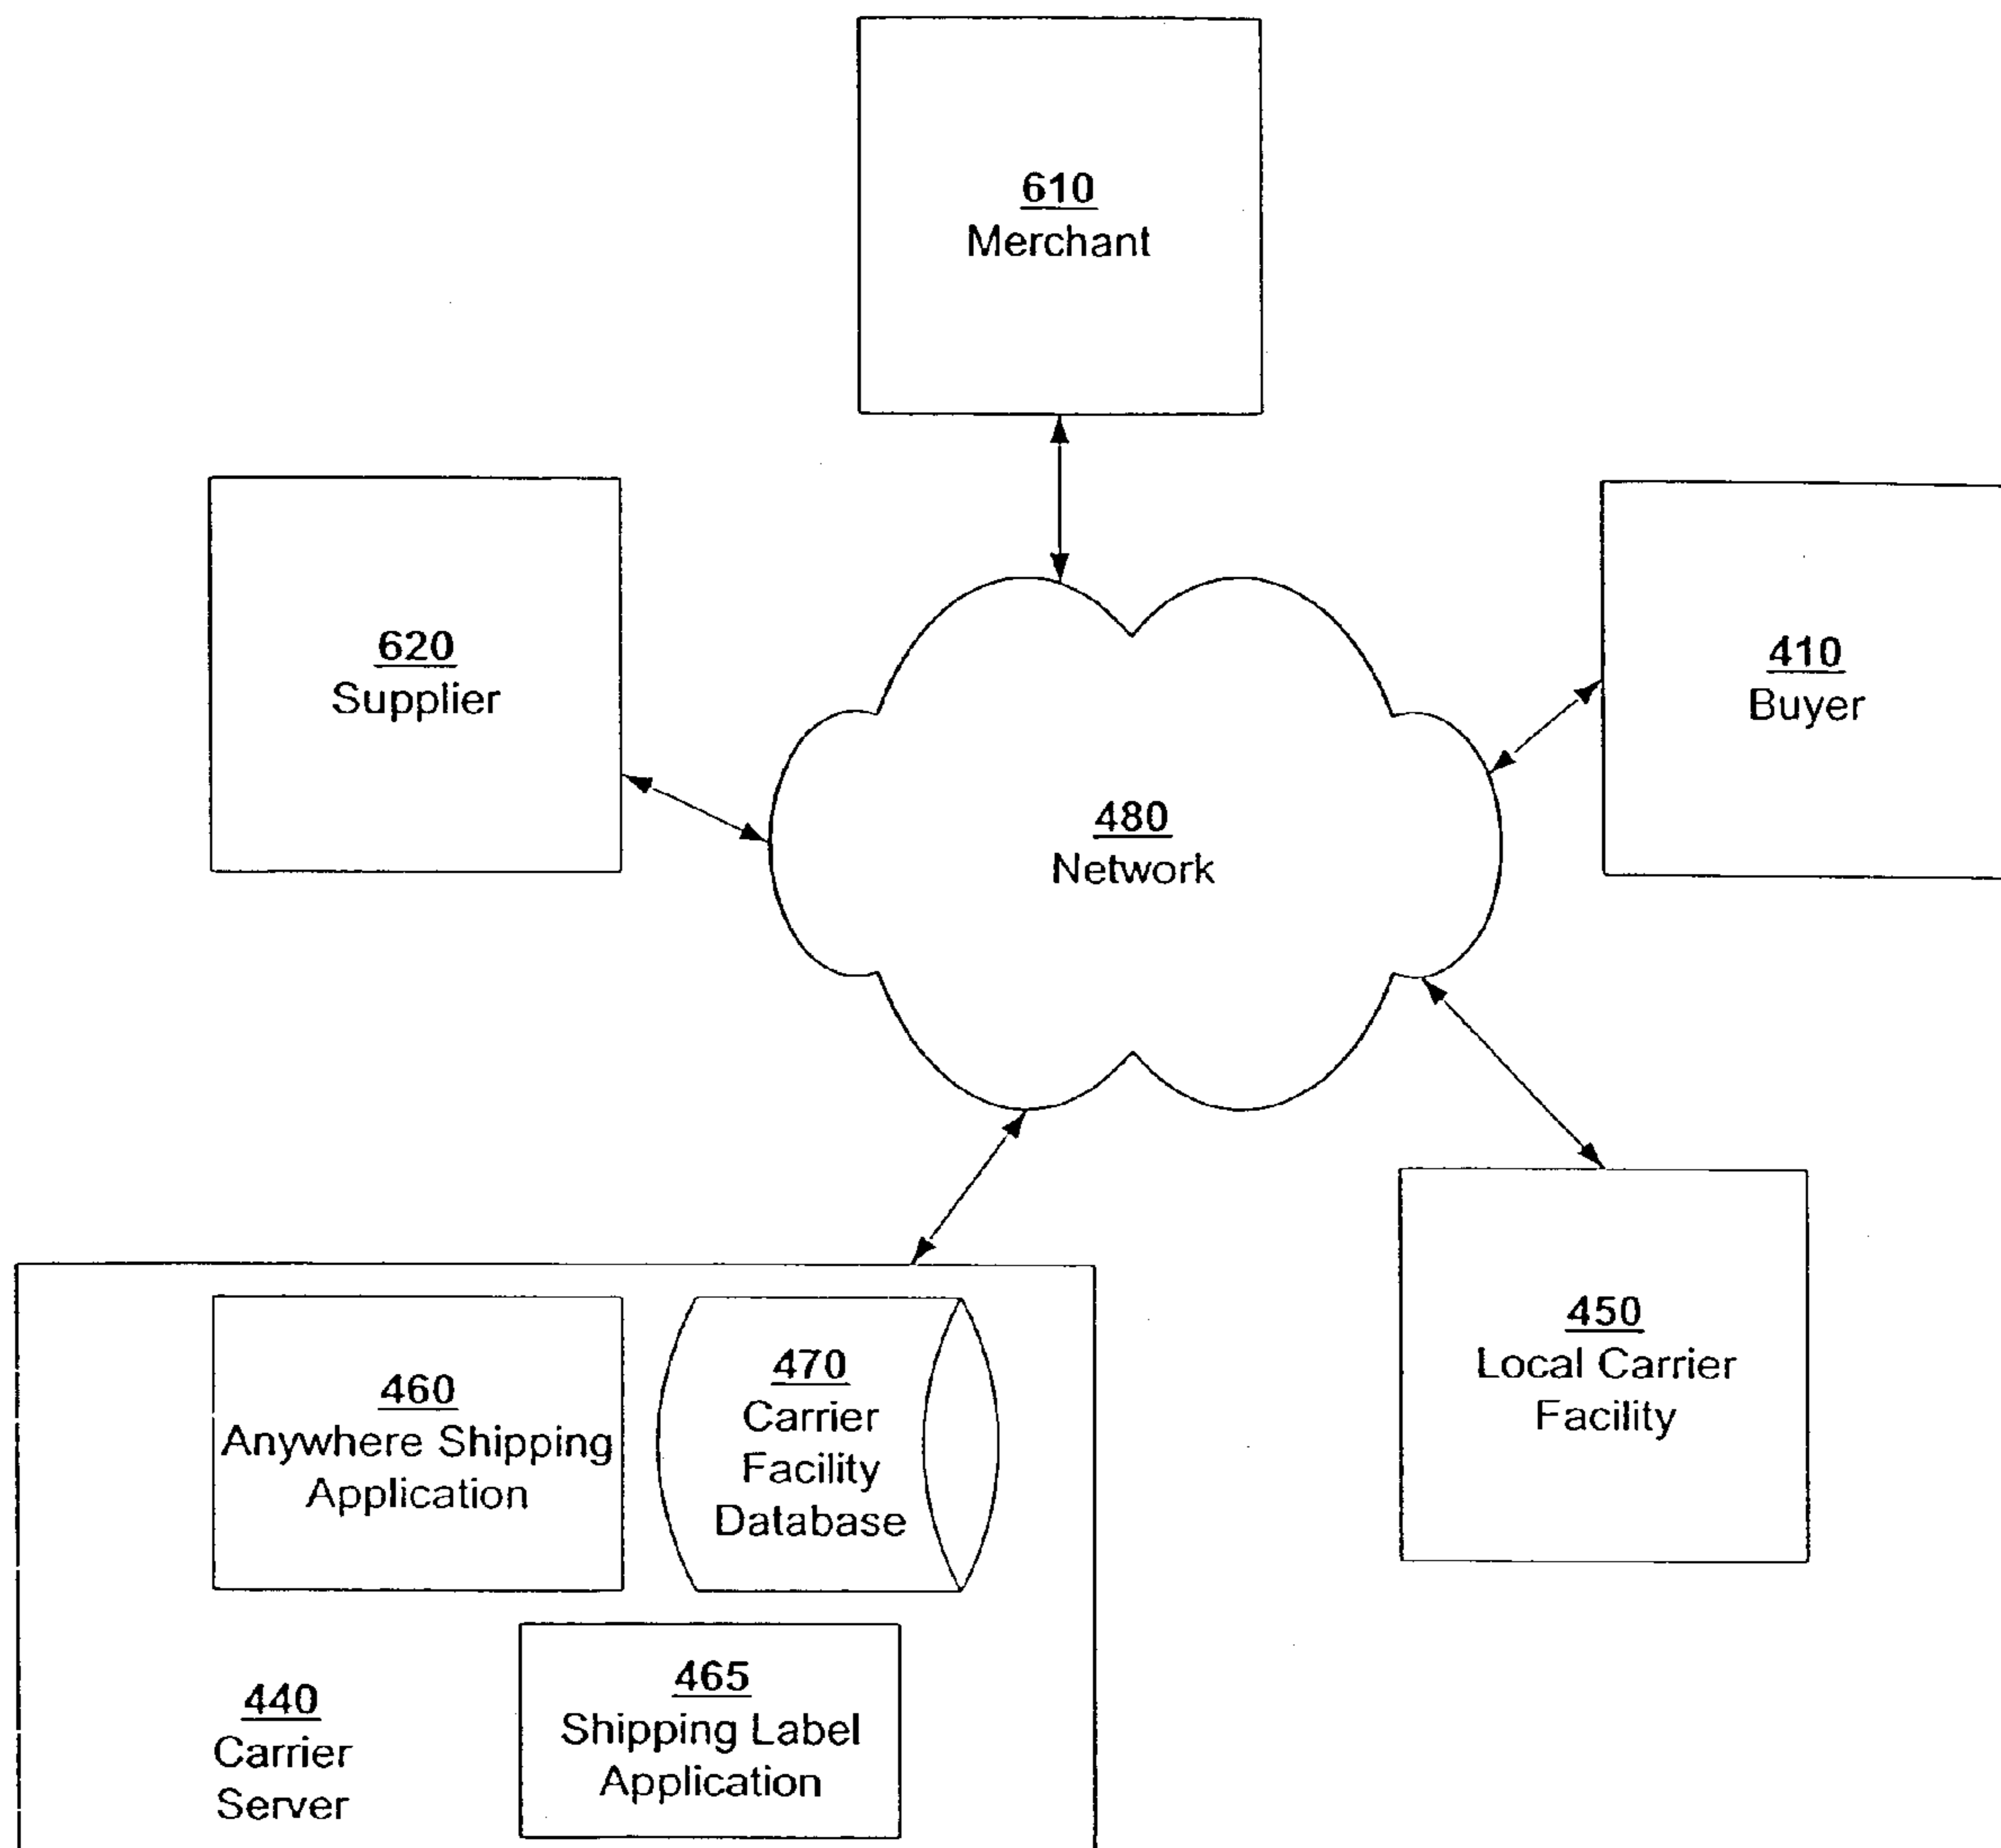 610
Merchant
620
Supplier
410
Buyer
480
Network
450
Local Carrier
Facility
460
Anywhere Shipping
Application
470
Carrier
Facility
Database
465
Shipping Label
Application
440
Carrier
Server